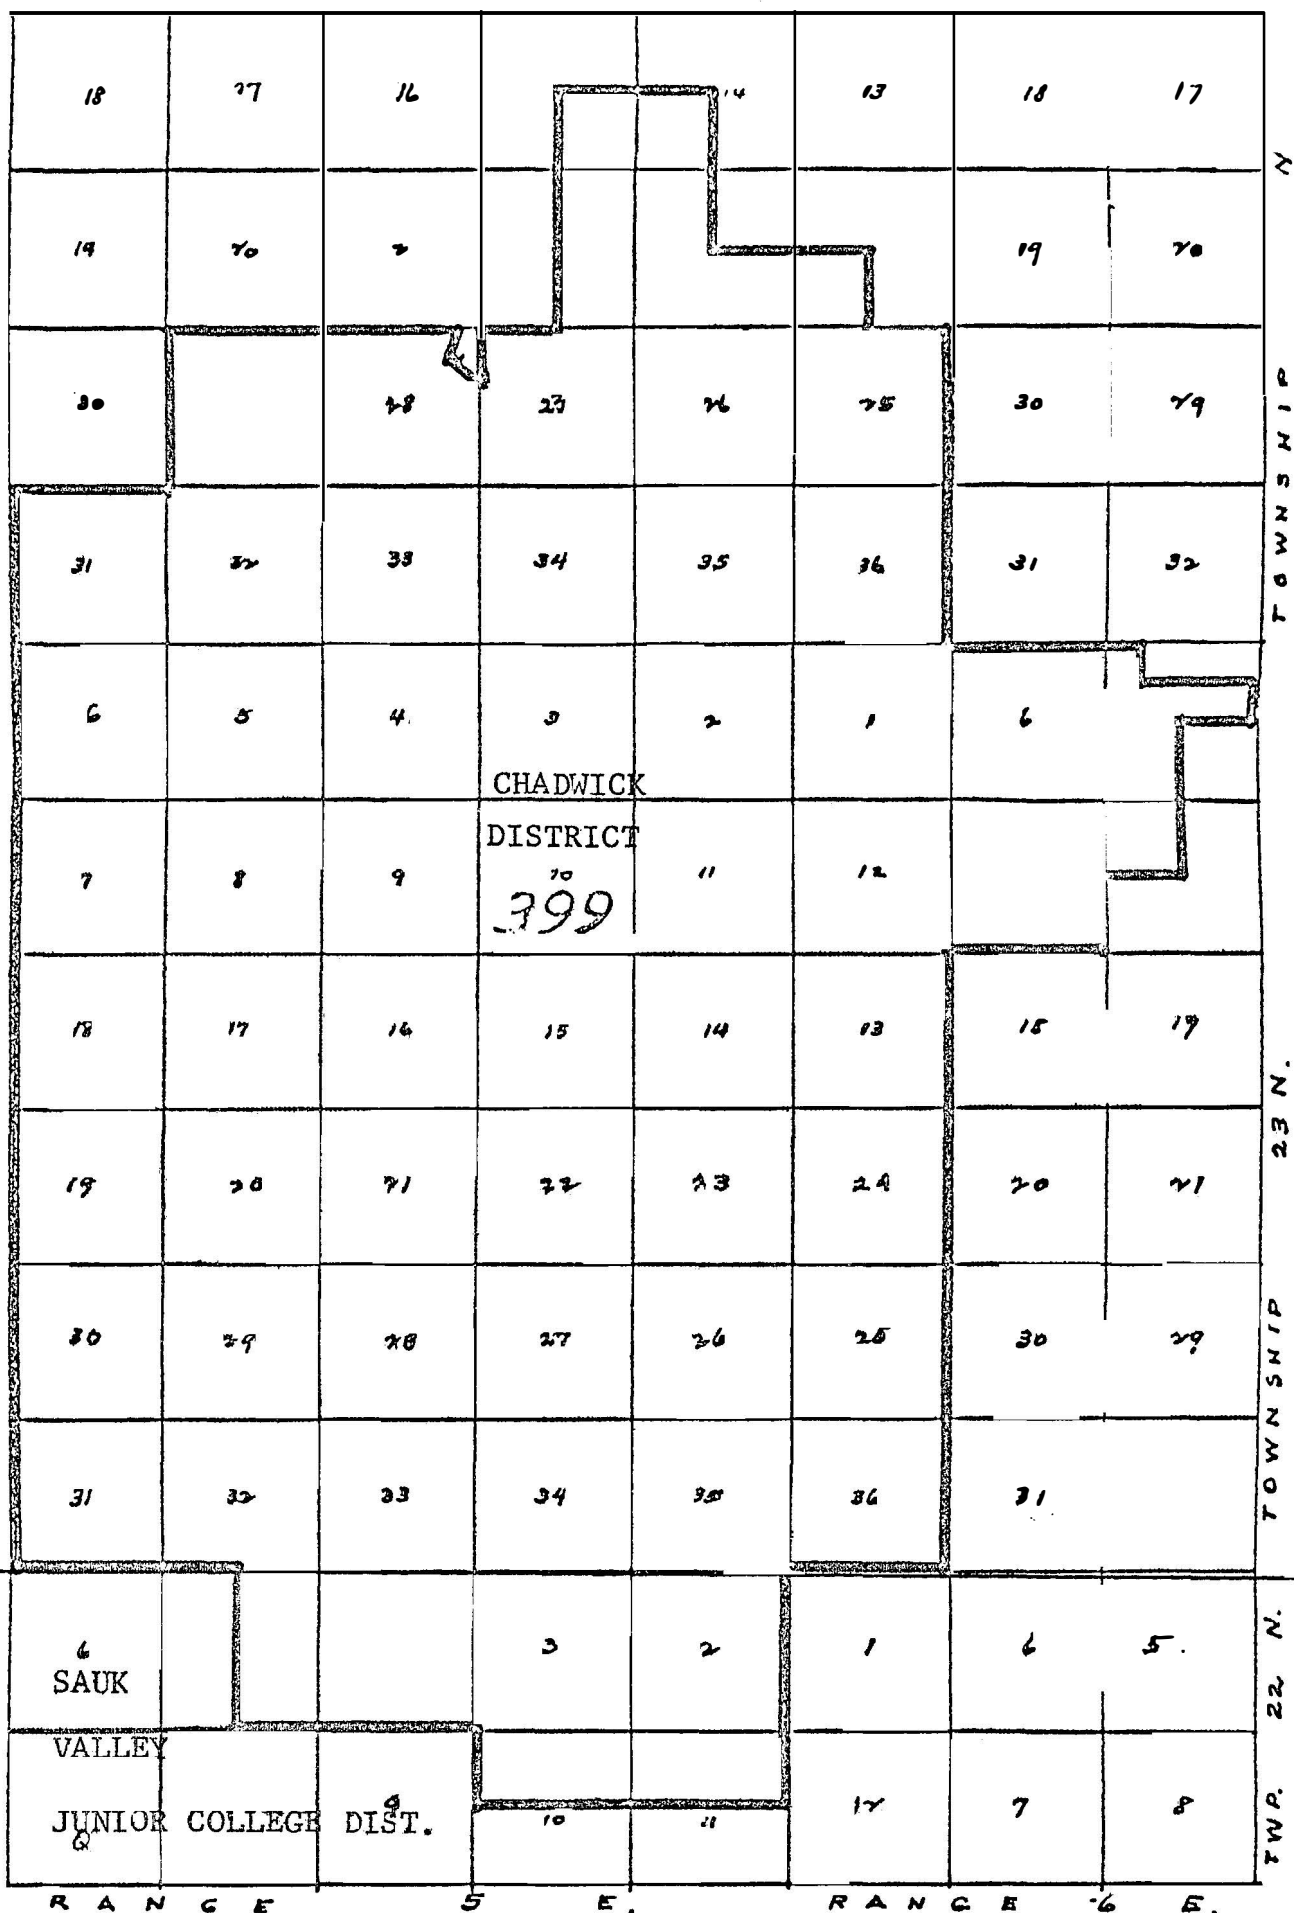 18 17 16 14 13 18 17
19 20 2 19 20
30 28 27 26 25 30 29
31 32 33 34 35 36 31 32
6 5 4 3 2 1 6
CHADWICK
DISTRICT
7 8 9 10 11 12
399
18 17 16 15 14 13 18 17
19 20 21 22 23 24 20 21
30 29 28 27 26 25 30 29
31 32 33 34 35 36 31
6 3 2 1 6 5.
SAUK
VALLEY
9 10 11 12 7 8
JUNIOR COLLEGE DIST.
RANGE 5 E. RANGE 6 E.
TOWNSHIP N
TOWNSHIP 23 N.
TWP. 22 N.